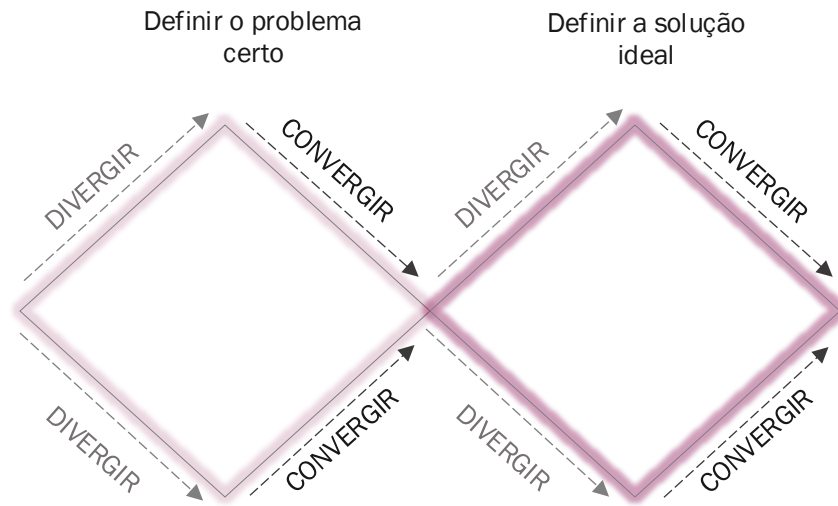 Definir o problema
certo
Definir a solução
ideal
DIVERGIR
CONVERGIR
DIVERGIR
CONVERGIR
DIVERGIR
CONVERGIR
DIVERGIR
CONVERGIR